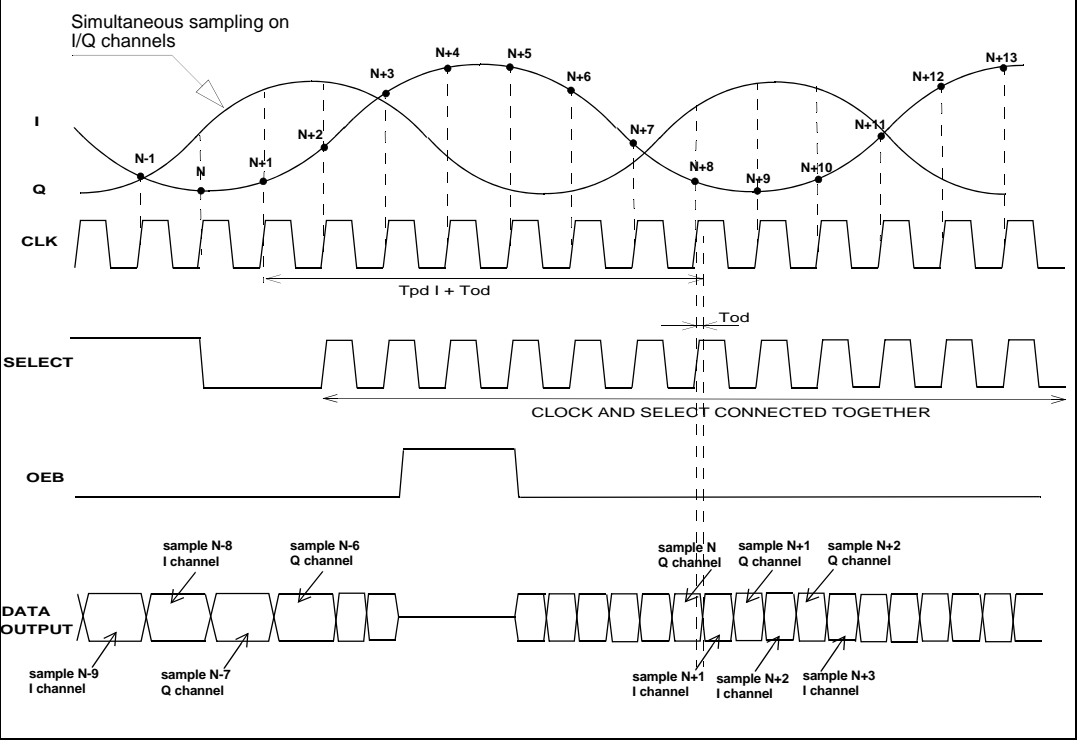 Simultaneous sampling on
I/Q channels
N+4
N+5
N+13
N+3
N+6
N+12
I
N+2
N+7
N+11
N-1
N
N+1
N+8
N+9
N+10
Q
CLK
Tpd I + Tod
Tod
SELECT
CLOCK AND SELECT CONNECTED TOGETHER
OEB
sample N-8
I channel
sample N-6
Q channel
sample N
Q channel
sample N+1
Q channel
sample N+2
Q channel
DATA
OUTPUT
sample N-9
I channel
sample N-7
Q channel
sample N+1
I channel
sample N+2
I channel
sample N+3
I channel